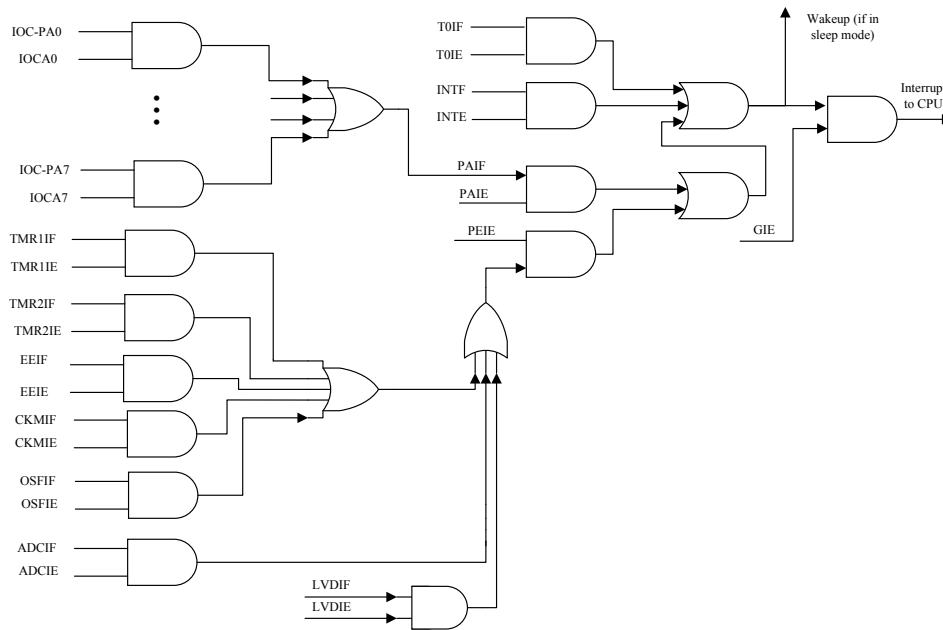 IOC-PA0
IOCA0
IOC-PA7
IOCA7
TMR1IF
TMR1IE
TMR2IF
TMR2IE
EEIF
EEIE
CKMIF
CKMIE
OSFIF
OSFIE
ADCIF
ADCIE
LVDIF
LVDIE
T0IF
T0IE
INTF
INTE
PAIF
PAIE
PEIE
GIE
Wakeup (if in
sleep mode)
Interrupt
to CPU